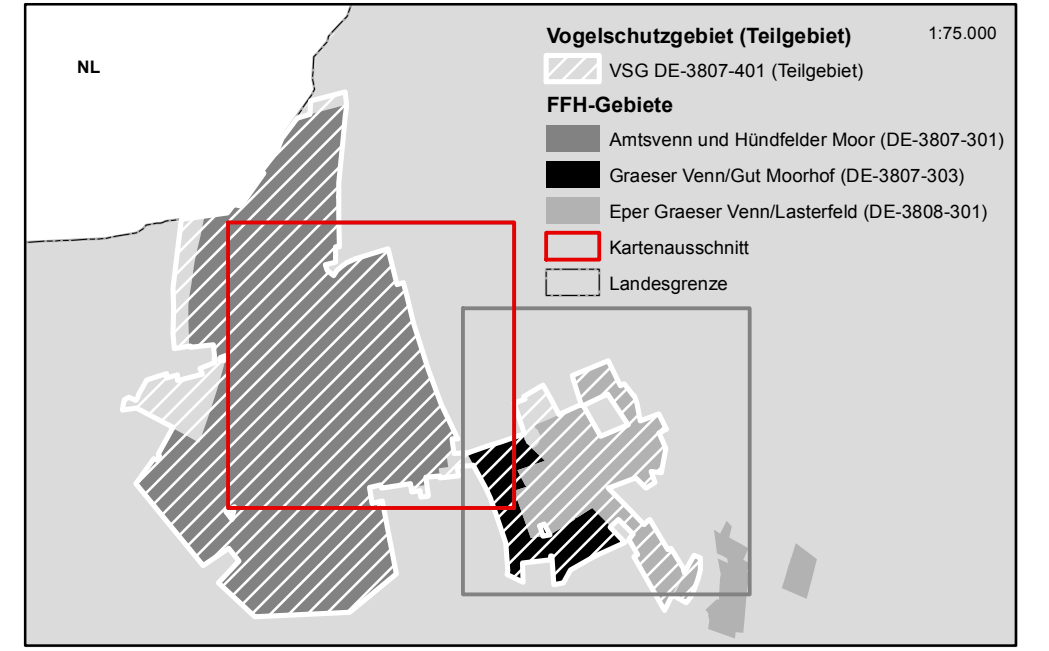 Vogelschutzgebiet (Teilgebiet) 1:75.000
NL
VSG DE-3807-401 (Teilgebiet)
FFH-Gebiete
Amtsvenn und Hündfelder Moor (DE-3807-301)
Graeser Venn/Gut Moorhof (DE-3807-303)
Eper Graeser Venn/Lasterfeld (DE-3808-301)
Kartenausschnitt
Landesgrenze